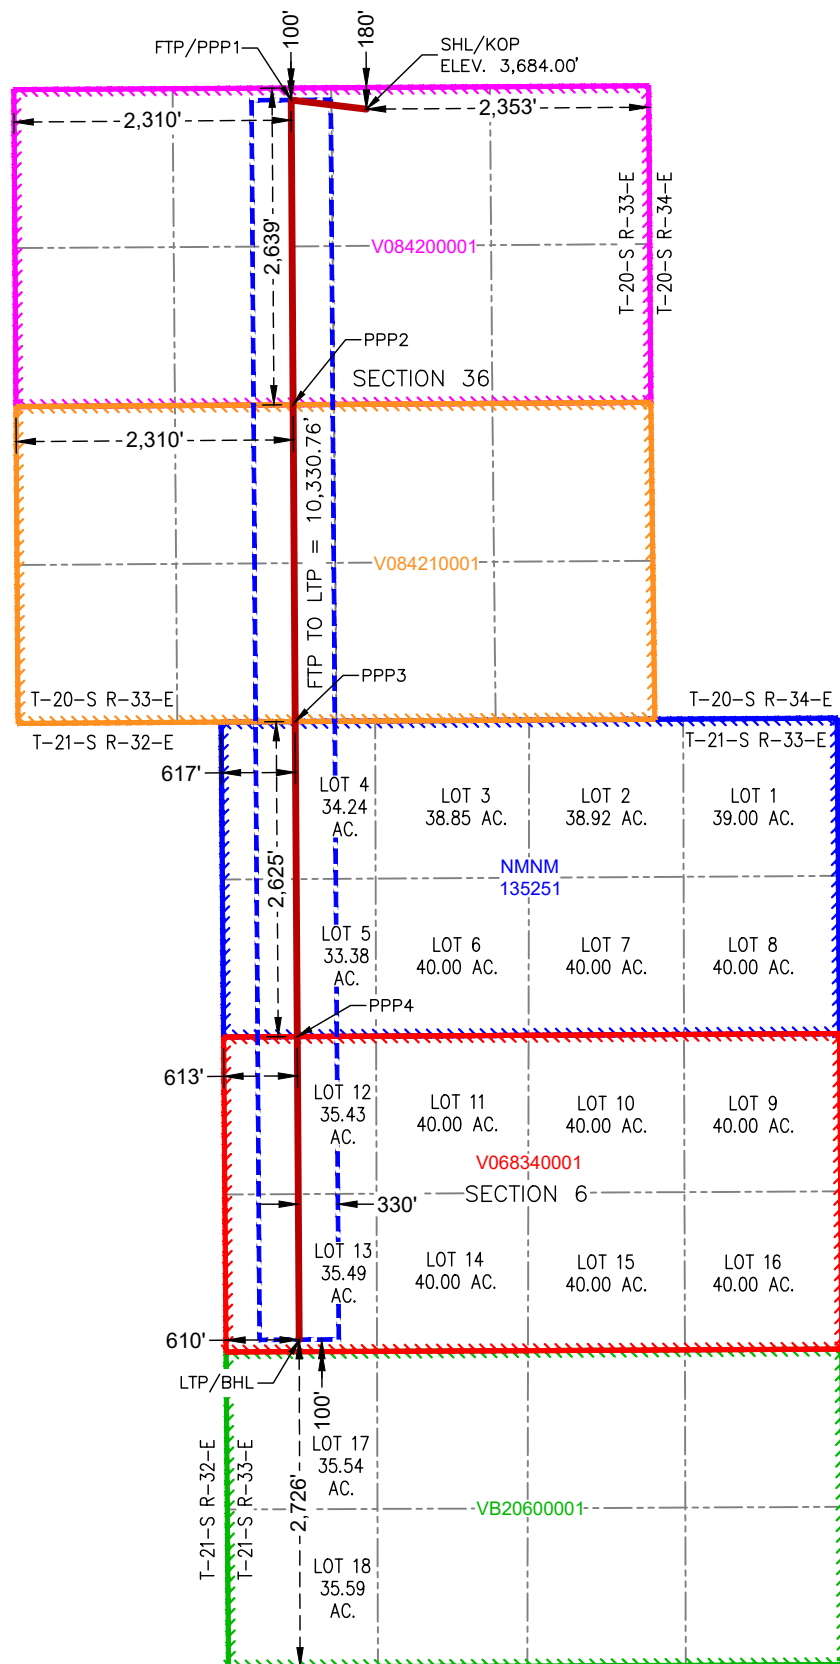 100'
180'
FTP/PPP1
SHL/KOP
ELEV. 3,684.00'
2,310'
2,353'
T-20-S R-33-E
T-20-S R-34-E
2,639'
V084200001
PPP2
SECTION 36
2,310'
FTP TO LTP = 10,330.76'
V084210001
PPP3
T-20-S R-33-E
T-20-S R-34-E
T-21-S R-32-E
T-21-S R-33-E
617'
LOT 4
34.24
AC.
LOT 3
38.85 AC.
LOT 2
38.92 AC.
LOT 1
39.00 AC.
2,625'
NMNM
135251
LOT 5
33.38
AC.
LOT 6
40.00 AC.
LOT 7
40.00 AC.
LOT 8
40.00 AC.
PPP4
613'
LOT 12
35.43
AC.
LOT 11
40.00 AC.
LOT 10
40.00 AC.
LOT 9
40.00 AC.
V068340001
SECTION 6
330'
LOT 13
35.49
AC.
LOT 14
40.00 AC.
LOT 15
40.00 AC.
LOT 16
40.00 AC.
610'
LTP/BHL
100'
LOT 17
35.54
AC.
T-21-S R-32-E
T-21-S R-33-E
2,726'
VB20600001
LOT 18
35.59
AC.